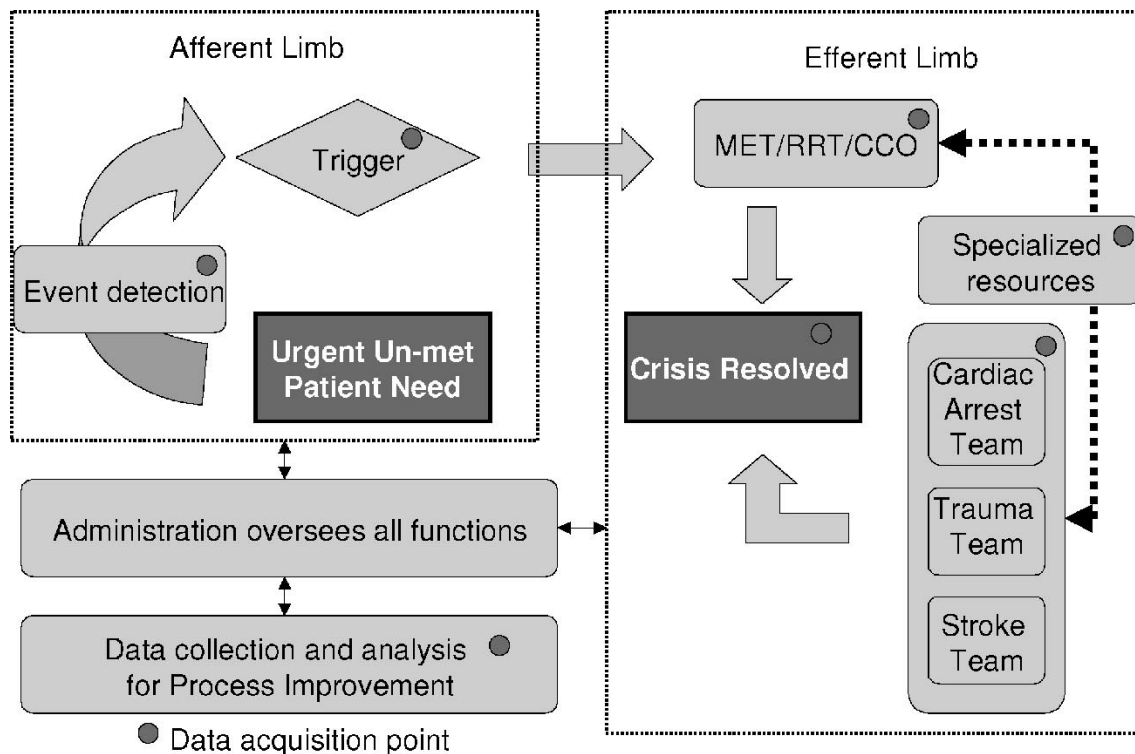 Afferent Limb
Trigger
Event detection
Urgent Un-met
Patient Need
Efferent Limb
MET/RRT/CCO
Specialized
resources
Crisis Resolved
Cardiac
Arrest
Team
Trauma
Team
Stroke
Team
Administration oversees all functions
Data collection and analysis
for Process Improvement
Data acquisition point